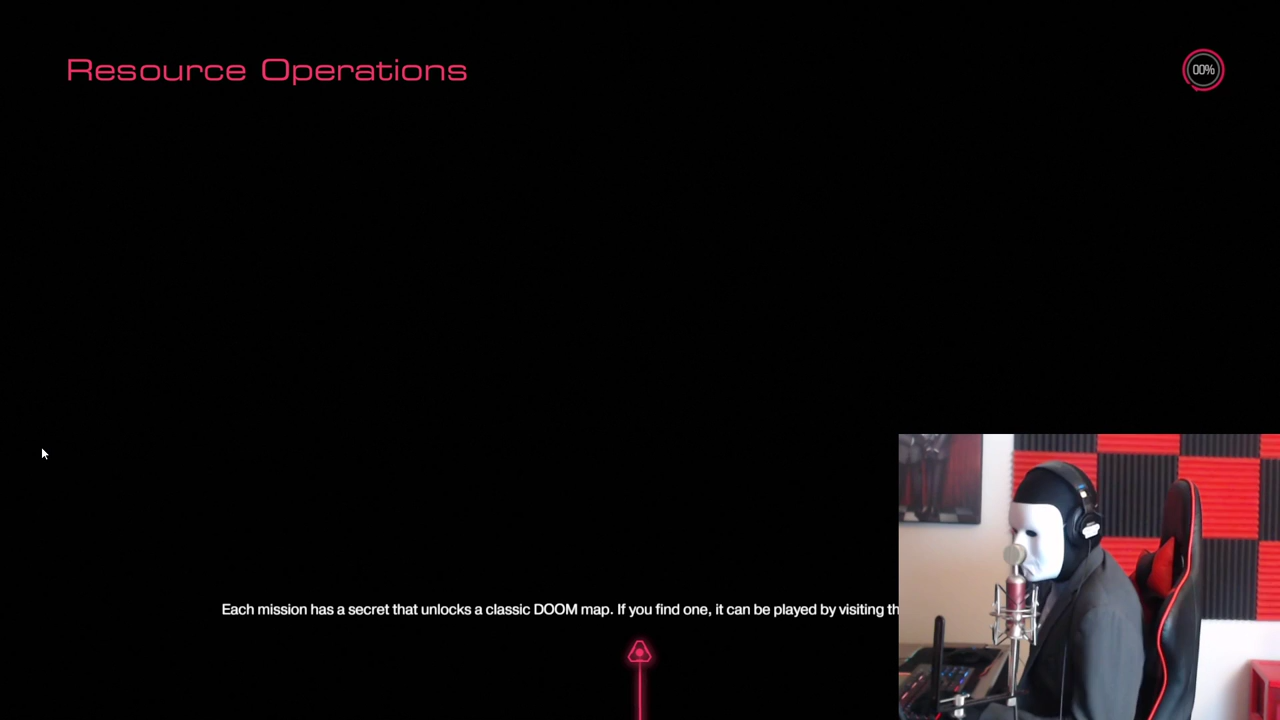 Resource Operations
00%
Each mission has a secret that unlocks a classic DOOM map. If you find one, it can be played by visiting th